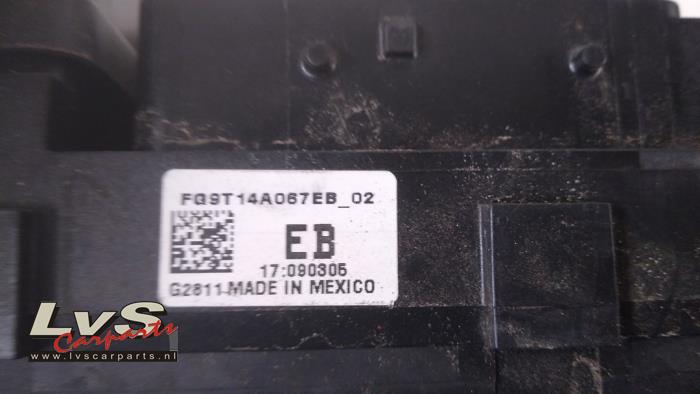 FG9T14A067EB_02
EB
17:090305
G2811 MADE IN MEXICO
LvS
Carparts
www.lvscarparts.nl